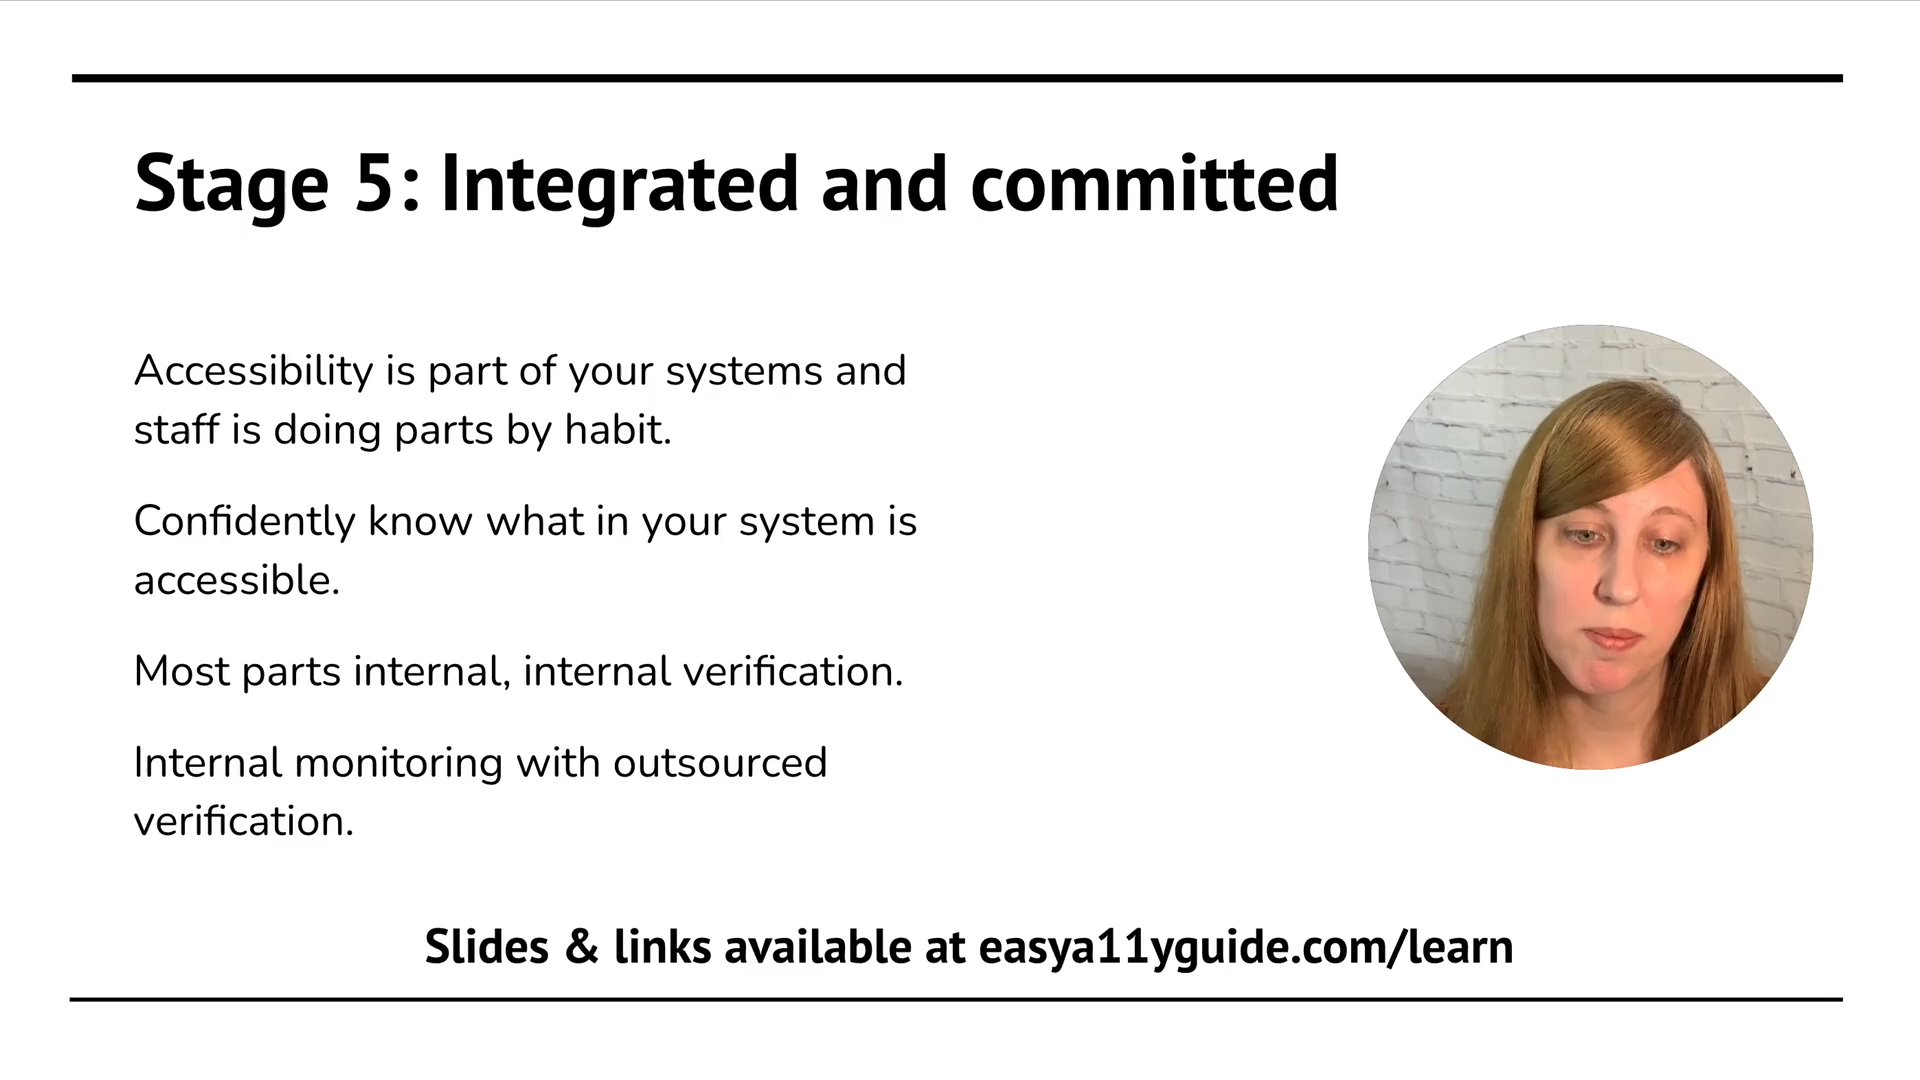 Stage 5: Integrated and committed
Accessibility is part of your systems and
staff is doing parts by habit.
Confidently know what in your system is
accessible.
Most parts internal, internal verification.
Internal monitoring with outsourced
verification.
Slides & links available at easya11yguide.com/learn